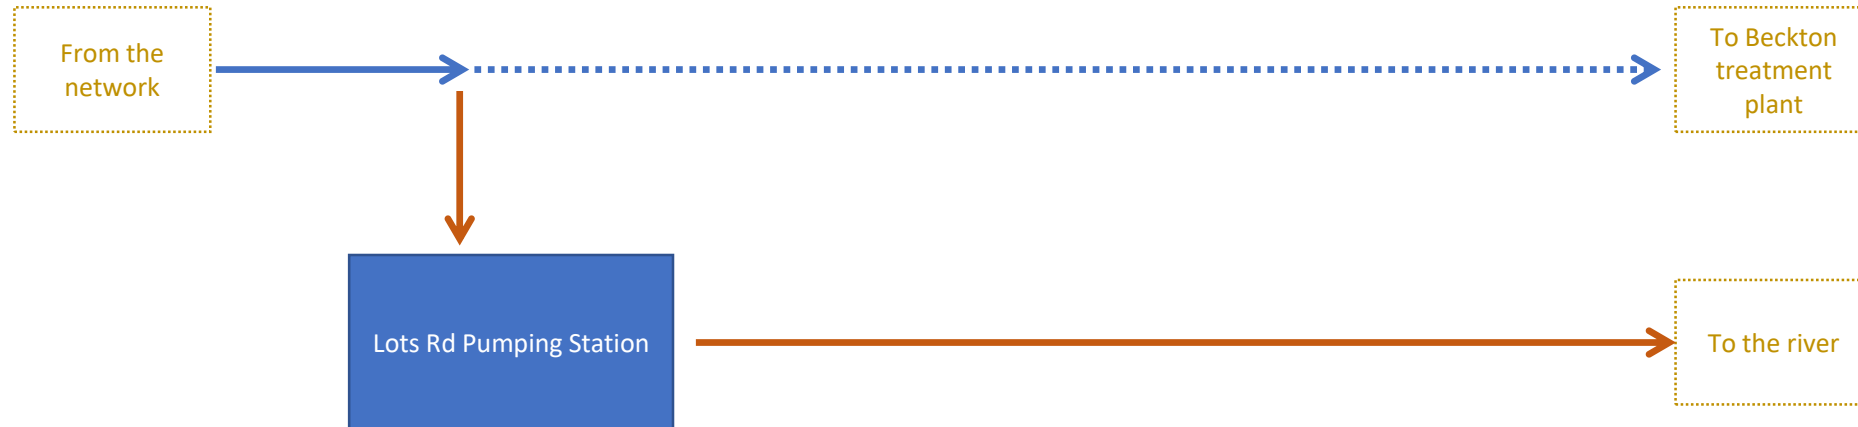 From the
network
To Beckton
treatment
plant
Lots Rd Pumping Station
To the river